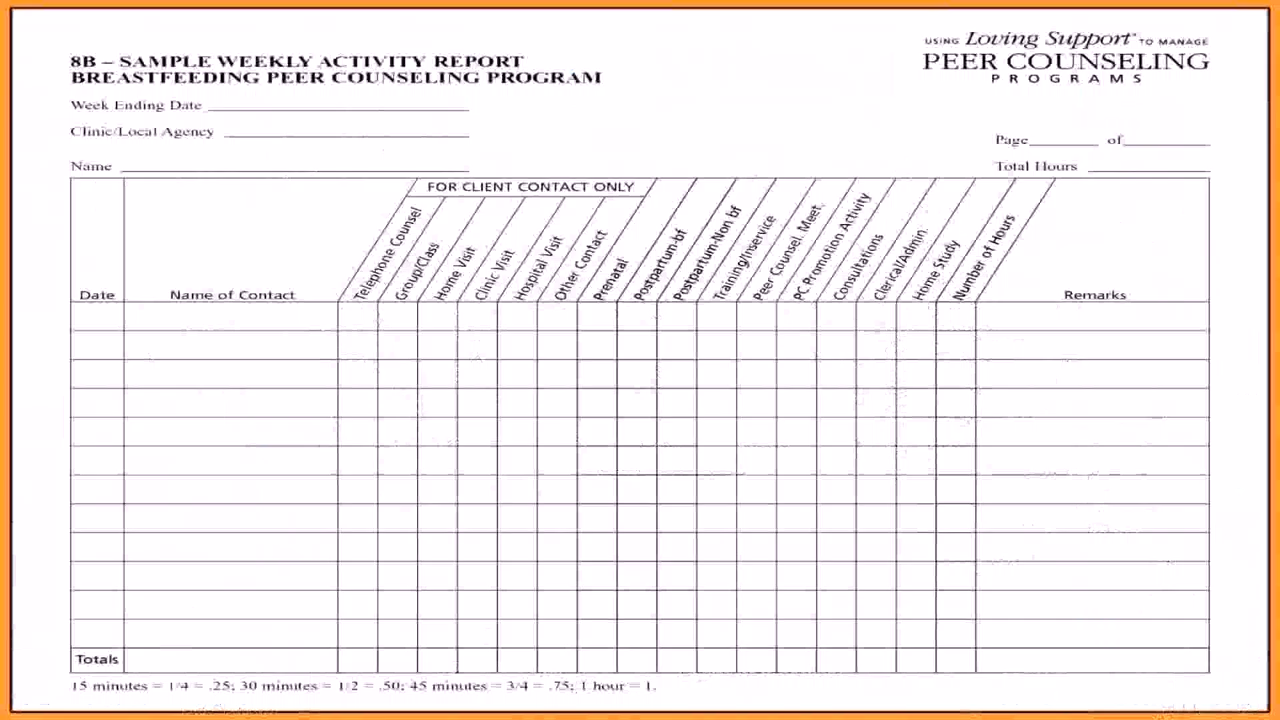 8B – SAMPLE WEEKLY ACTIVITY REPORT
BREASTFEEDING PEER COUNSELING PROGRAM
USING Loving Support™ TO MANAGE
PEER COUNSELING
PROGRAMS
Week Ending Date
Clinic/Local Agency
Page of
Name
Total Hours
FOR CLIENT CONTACT ONLY
Date
Name of Contact
Telephone Counsel
Group/Class
Home Visit
Clinic Visit
Hospital Visit
Other Contact
Prenatal
Postpartum-bf
Postpartum-Non bf
Training/Inservice
Peer Counsel. Meet.
PC Promotion Activity
Consultations
Clerical/Admin.
Home Study
Number of Hours
Remarks
Totals
15 minutes = 1/4 = .25; 30 minutes = 1/2 = .50; 45 minutes = 3/4 = .75; 1 hour = 1.